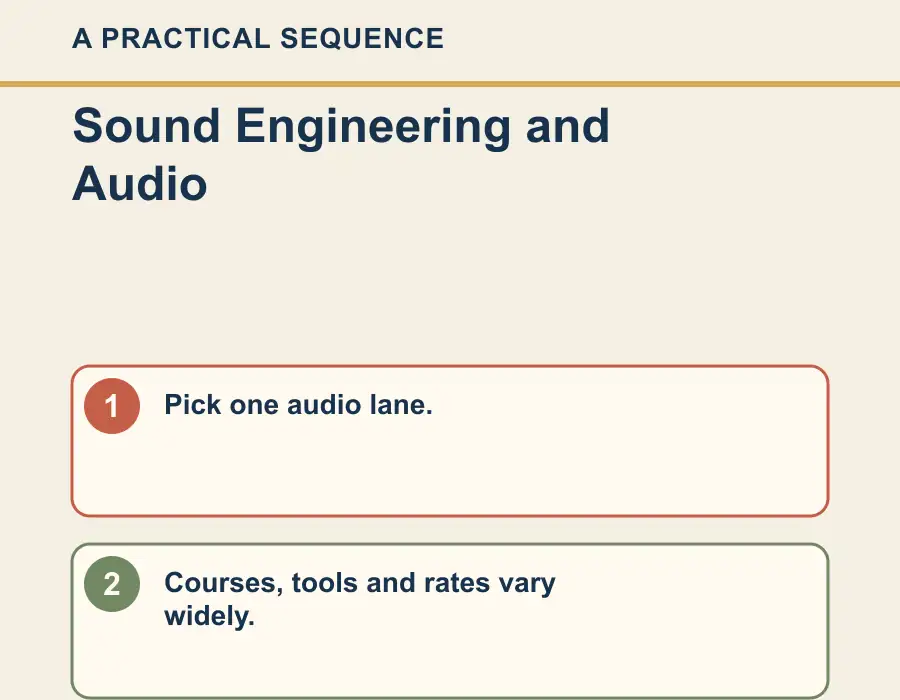 A PRACTICAL SEQUENCE
Sound Engineering and
Audio
1
Pick one audio lane.
2
Courses, tools and rates vary
widely.